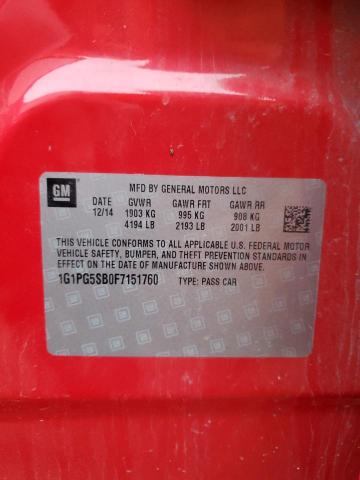 GM
MFD BY GENERAL MOTORS LLC
DATE GVWR GAWR FRT GAWR RR
12/14 1903 KG 995 KG 908 KG
4194 LB 2193 LB 2001 LB
THIS VEHICLE CONFORMS TO ALL APPLICABLE U.S. FEDERAL MOTOR
VEHICLE SAFETY, BUMPER, AND THEFT PREVENTION STANDARDS
IN EFFECT ON THE DATE OF MANUFACTURE SHOWN ABOVE.
1G1PG5SB0F7151760 TYPE: PASS CAR